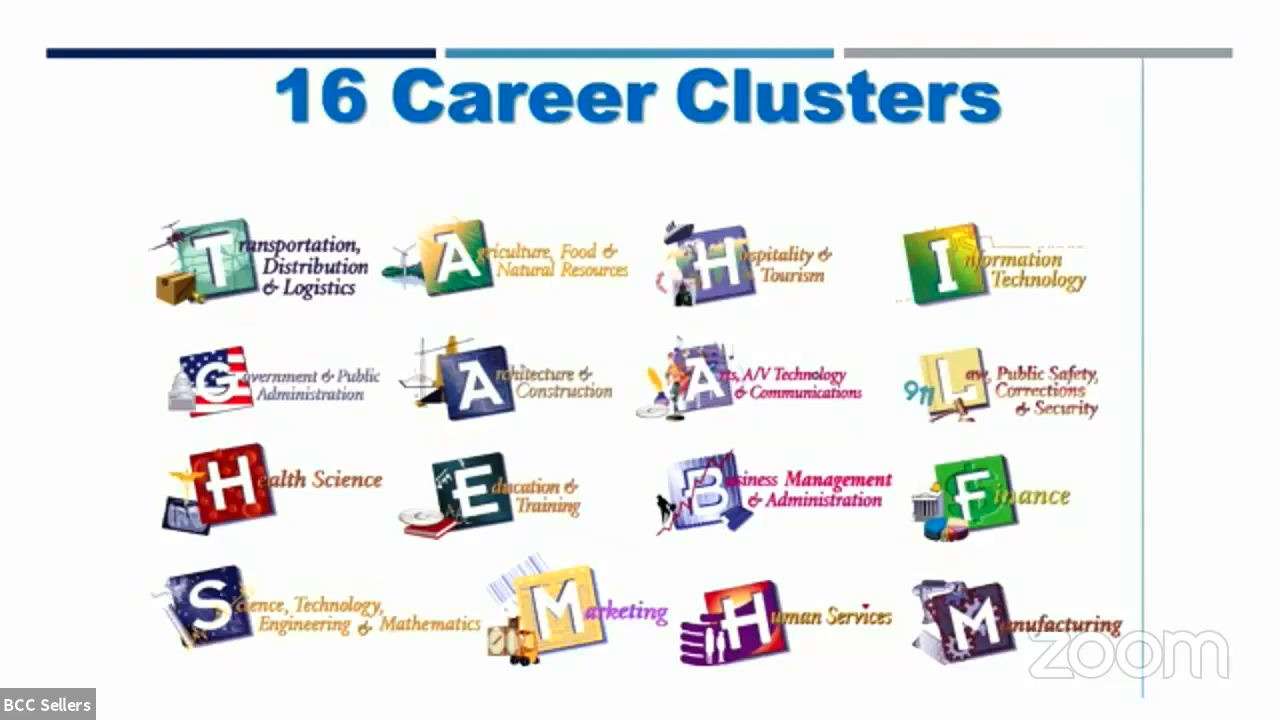 16 Career Clusters
Transportation,
Distribution
& Logistics
Agriculture, Food &
Natural Resources
Hospitality &
Tourism
Information
Technology
Government & Public
Administration
Architecture &
Construction
Arts, A/V Technology
& Communications
911
Law, Public Safety,
Corrections
& Security
Health Science
Education &
Training
Business Management
& Administration
Finance
Science, Technology,
Engineering & Mathematics
Marketing
Human Services
Manufacturing
zoom
BCC Sellers